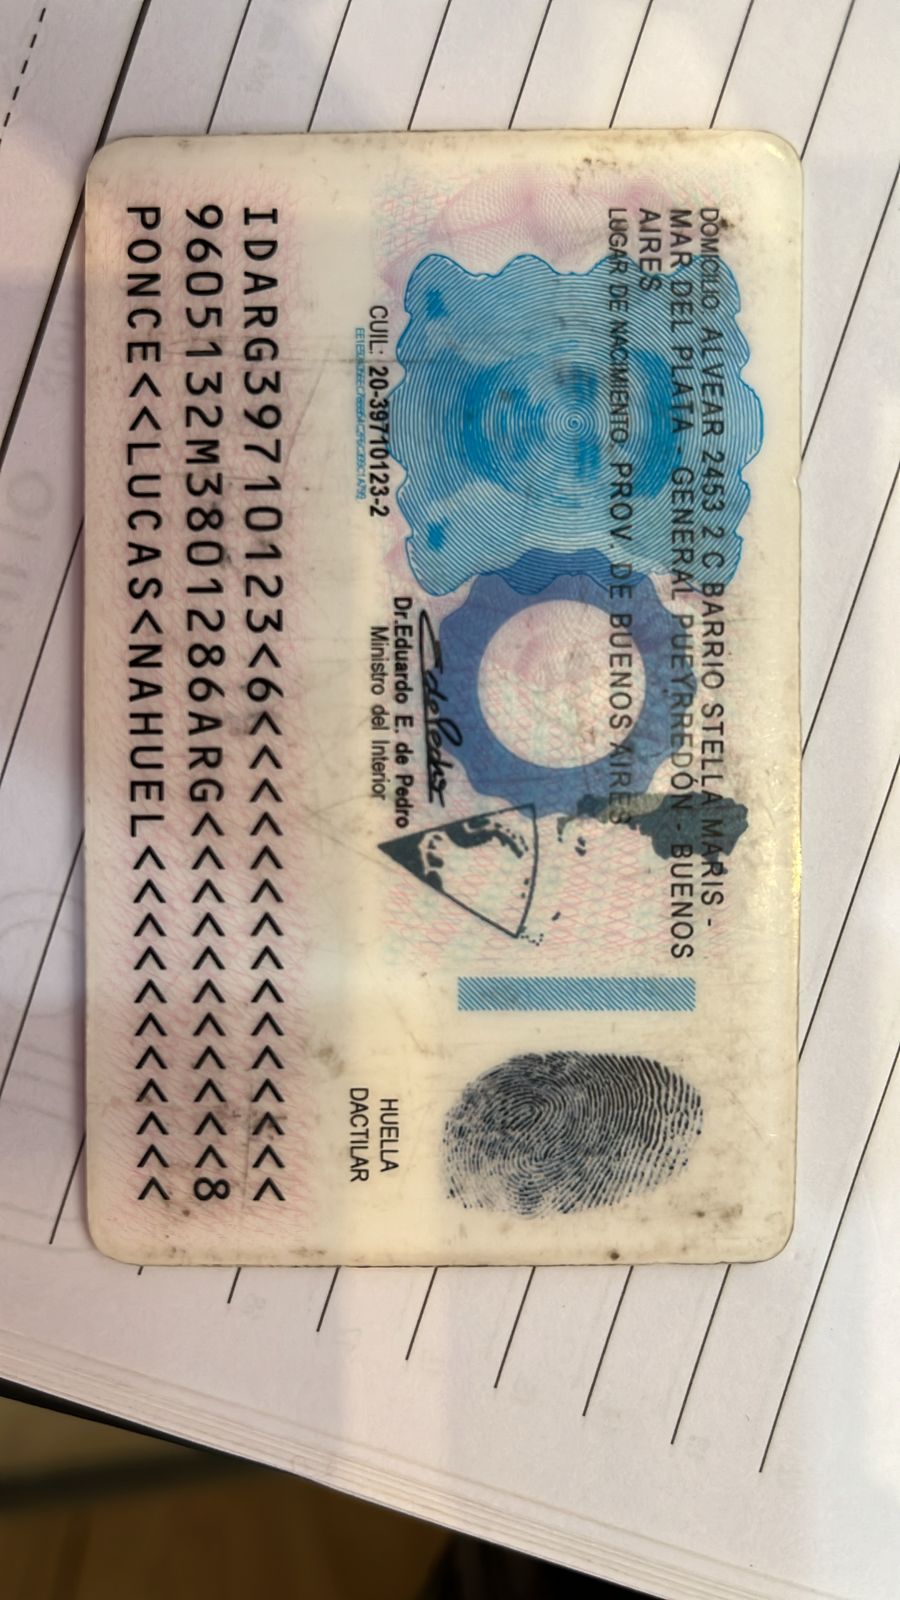 DOMICILIO: ALVEAR 2453 2 C BARRIO STELLA MARIS -
MAR DEL PLATA - GENERAL PUEYRREDÓN - BUENOS
AIRES
LUGAR DE NACIMIENTO: PROV. DE BUENOS AIRES
Dr.Eduardo E. de Pedro
Ministro del Interior
CUIL: 20-39710123-2
HUELLA
DACTILAR
IDARG39710123<6<<<<<<<<<<<<<<<
9605132M3801286ARG<<<<<<<<<<<8
PONCE<<LUCAS<NAHUEL<<<<<<<<<<<